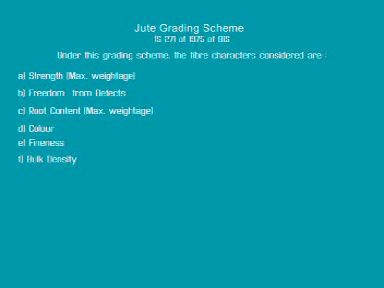 Jute Grading Scheme
IS 271 of 1975 of BIS
Under this grading scheme, the fibre characters considered are :
a) Strength (Max. weightage)
b) Freedom from Defects
c) Root Content (Max. weightage)
d) Colour
e) Fineness
f) Bulk Density